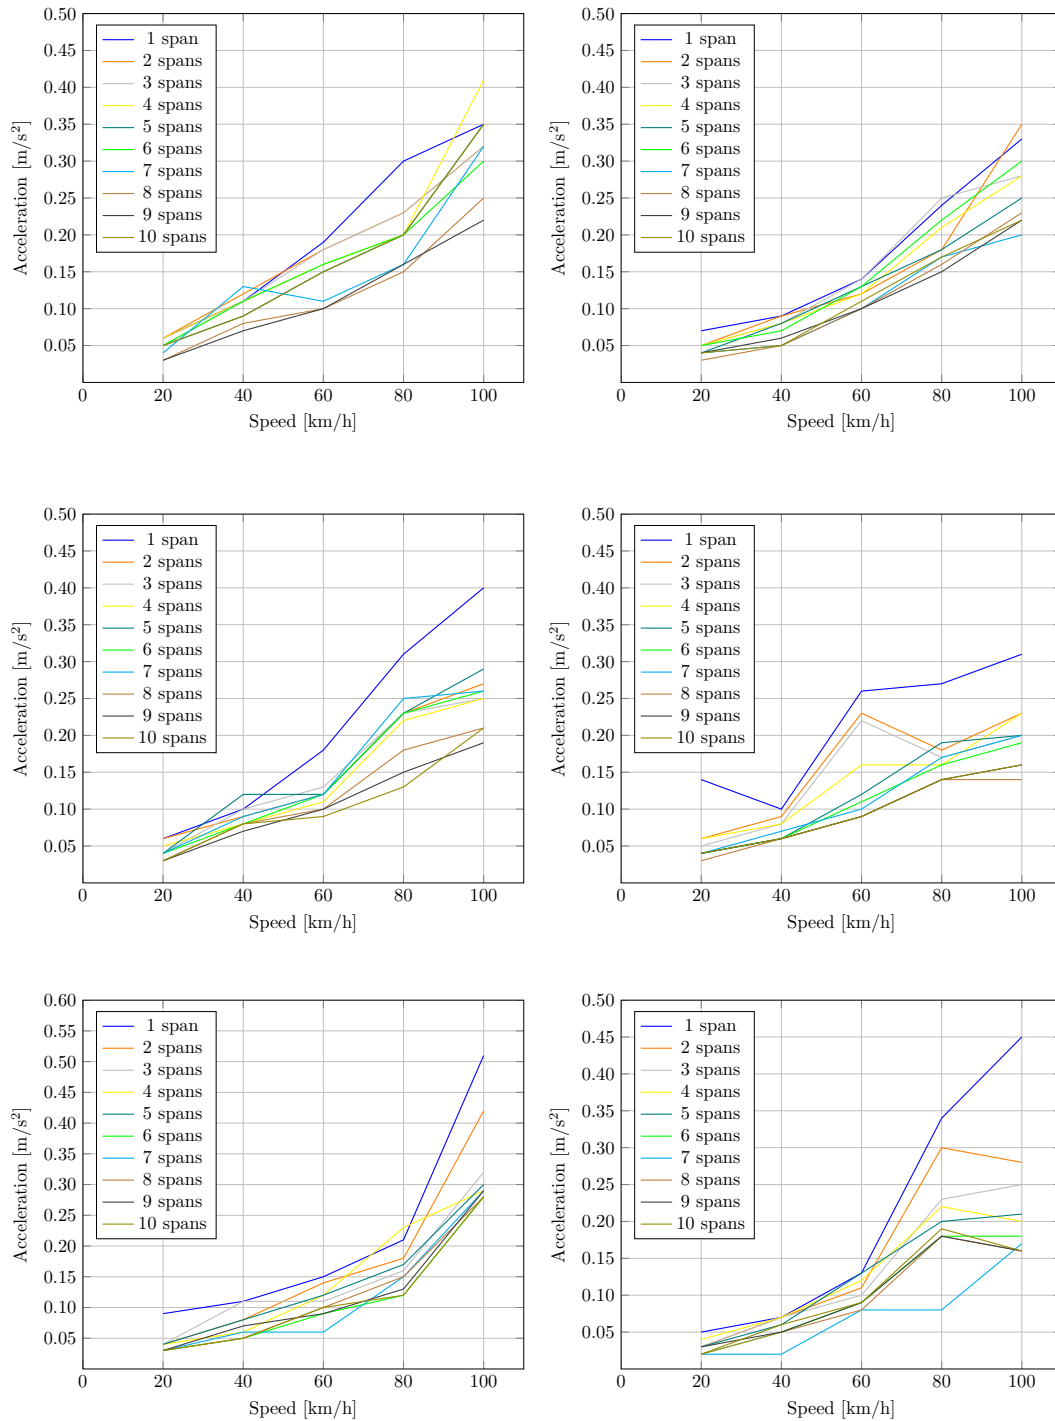 0.50
0.45
0.40
0.35
0.30
0.25
0.20
0.15
0.10
0.05
Acceleration [m/s²]
1 span
2 spans
3 spans
4 spans
5 spans
6 spans
7 spans
8 spans
9 spans
10 spans
0 20 40 60 80 100
Speed [km/h]
0.50
0.45
0.40
0.35
0.30
0.25
0.20
0.15
0.10
0.05
Acceleration [m/s²]
1 span
2 spans
3 spans
4 spans
5 spans
6 spans
7 spans
8 spans
9 spans
10 spans
0 20 40 60 80 100
Speed [km/h]
0.50
0.45
0.40
0.35
0.30
0.25
0.20
0.15
0.10
0.05
Acceleration [m/s²]
1 span
2 spans
3 spans
4 spans
5 spans
6 spans
7 spans
8 spans
9 spans
10 spans
0 20 40 60 80 100
Speed [km/h]
0.50
0.45
0.40
0.35
0.30
0.25
0.20
0.15
0.10
0.05
Acceleration [m/s²]
1 span
2 spans
3 spans
4 spans
5 spans
6 spans
7 spans
8 spans
9 spans
10 spans
0 20 40 60 80 100
Speed [km/h]
0.60
0.55
0.50
0.45
0.40
0.35
0.30
0.25
0.20
0.15
0.10
0.05
Acceleration [m/s²]
1 span
2 spans
3 spans
4 spans
5 spans
6 spans
7 spans
8 spans
9 spans
10 spans
0 20 40 60 80 100
Speed [km/h]
0.50
0.45
0.40
0.35
0.30
0.25
0.20
0.15
0.10
0.05
Acceleration [m/s²]
1 span
2 spans
3 spans
4 spans
5 spans
6 spans
7 spans
8 spans
9 spans
10 spans
0 20 40 60 80 100
Speed [km/h]